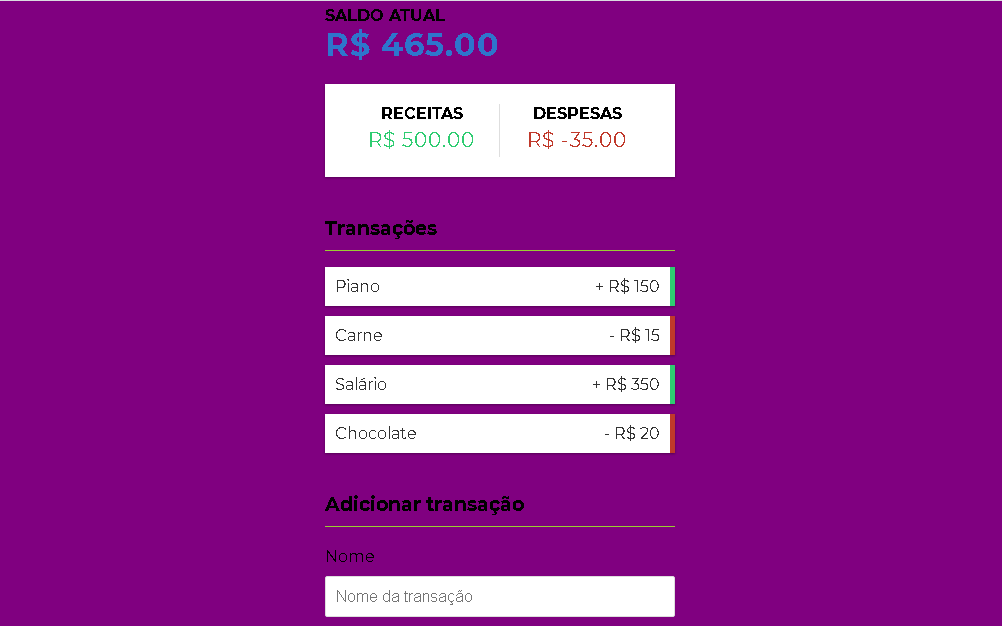 SALDO ATUAL
R$ 465.00
RECEITAS DESPESAS
R$ 500.00 R$ -35.00
Transações
Piano + R$ 150
Carne - R$ 15
Salário + R$ 350
Chocolate - R$ 20
Adicionar transação
Nome
Nome da transação